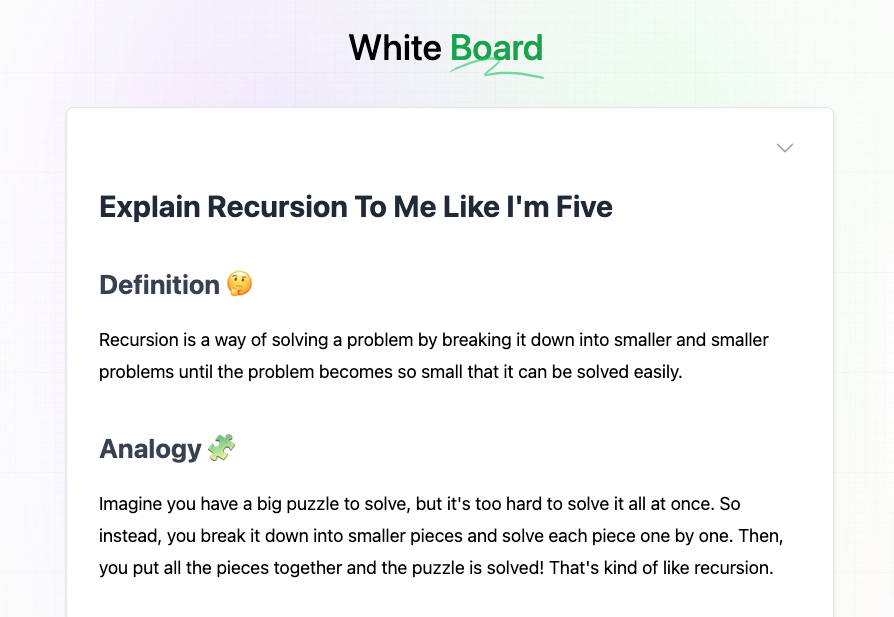 White Board
Explain Recursion To Me Like I'm Five
Definition 🤔
Recursion is a way of solving a problem by breaking it down into smaller and smaller
problems until the problem becomes so small that it can be solved easily.
Analogy 🧩
Imagine you have a big puzzle to solve, but it's too hard to solve it all at once. So
instead, you break it down into smaller pieces and solve each piece one by one. Then,
you put all the pieces together and the puzzle is solved! That's kind of like recursion.